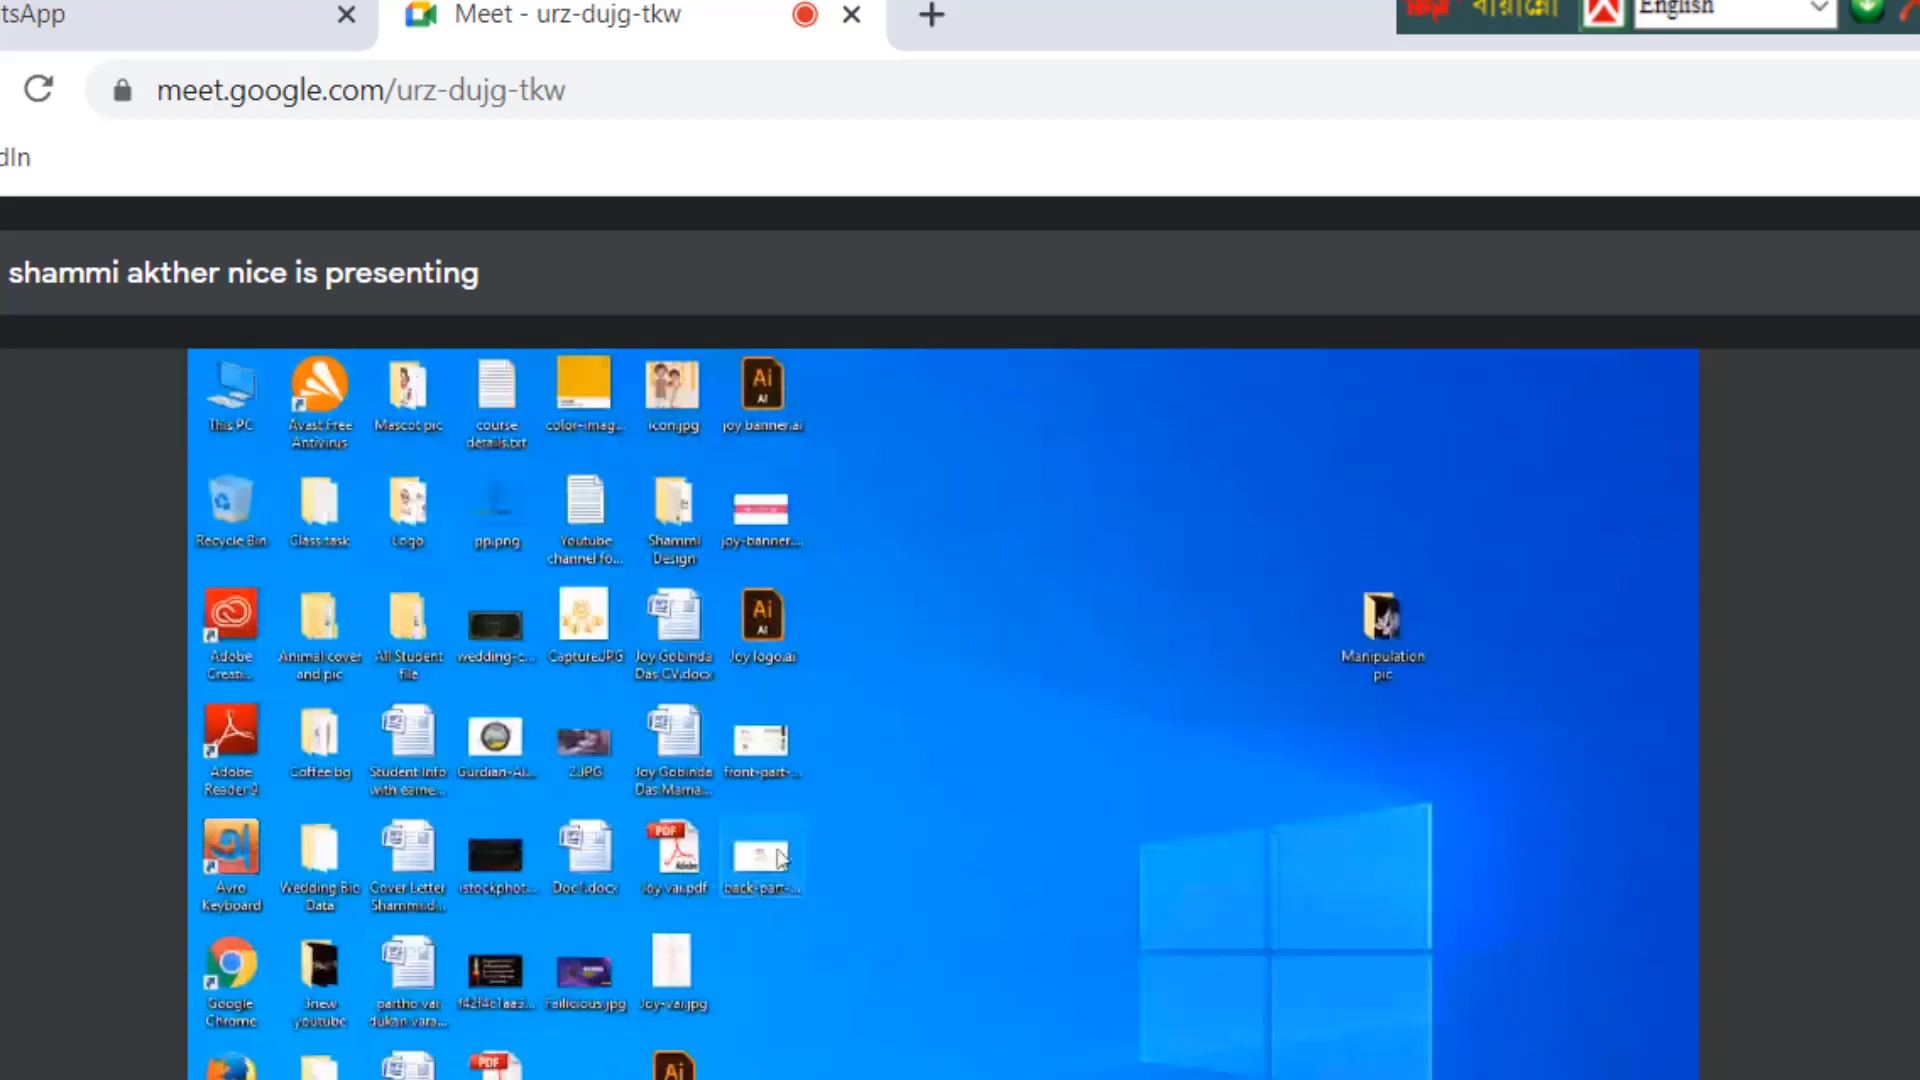 tsApp
Meet - urz-dujg-tkw
English
meet.google.com/urz-dujg-tkw
dIn
shammi akther nice is presenting
This PC
Avast Free
Antivirus
Mascot pic
course
details.txt
color-imag...
icon.jpg
joy banner.ai
Recycle Bin
Class task
Logo
pp.png
Youtube
channel fo...
Shammi
Design
joy-banner....
Adobe
Creati...
Animal cover
and pic
All Student
file
wedding-c...
Capture.JPG
Joy Gobinda
Das CV.docx
Joy logo.ai
Manipulation
pic
Adobe
Reader 9
Coffee bg
Student Info
with earne...
Gurdian-Al...
2.JPG
Joy Gobinda
Das Mama...
front-part-...
Avro
Keyboard
Wedding Bio
Data
Cover Letter
Shammi.d...
istockphot...
Doc1.docx
Joy vai.pdf
back-part-...
Google
Chrome
3new
youtube
partho vai
dukan vara...
f42f4c1aa3...
Failicious.jpg
Joy-vai.jpg